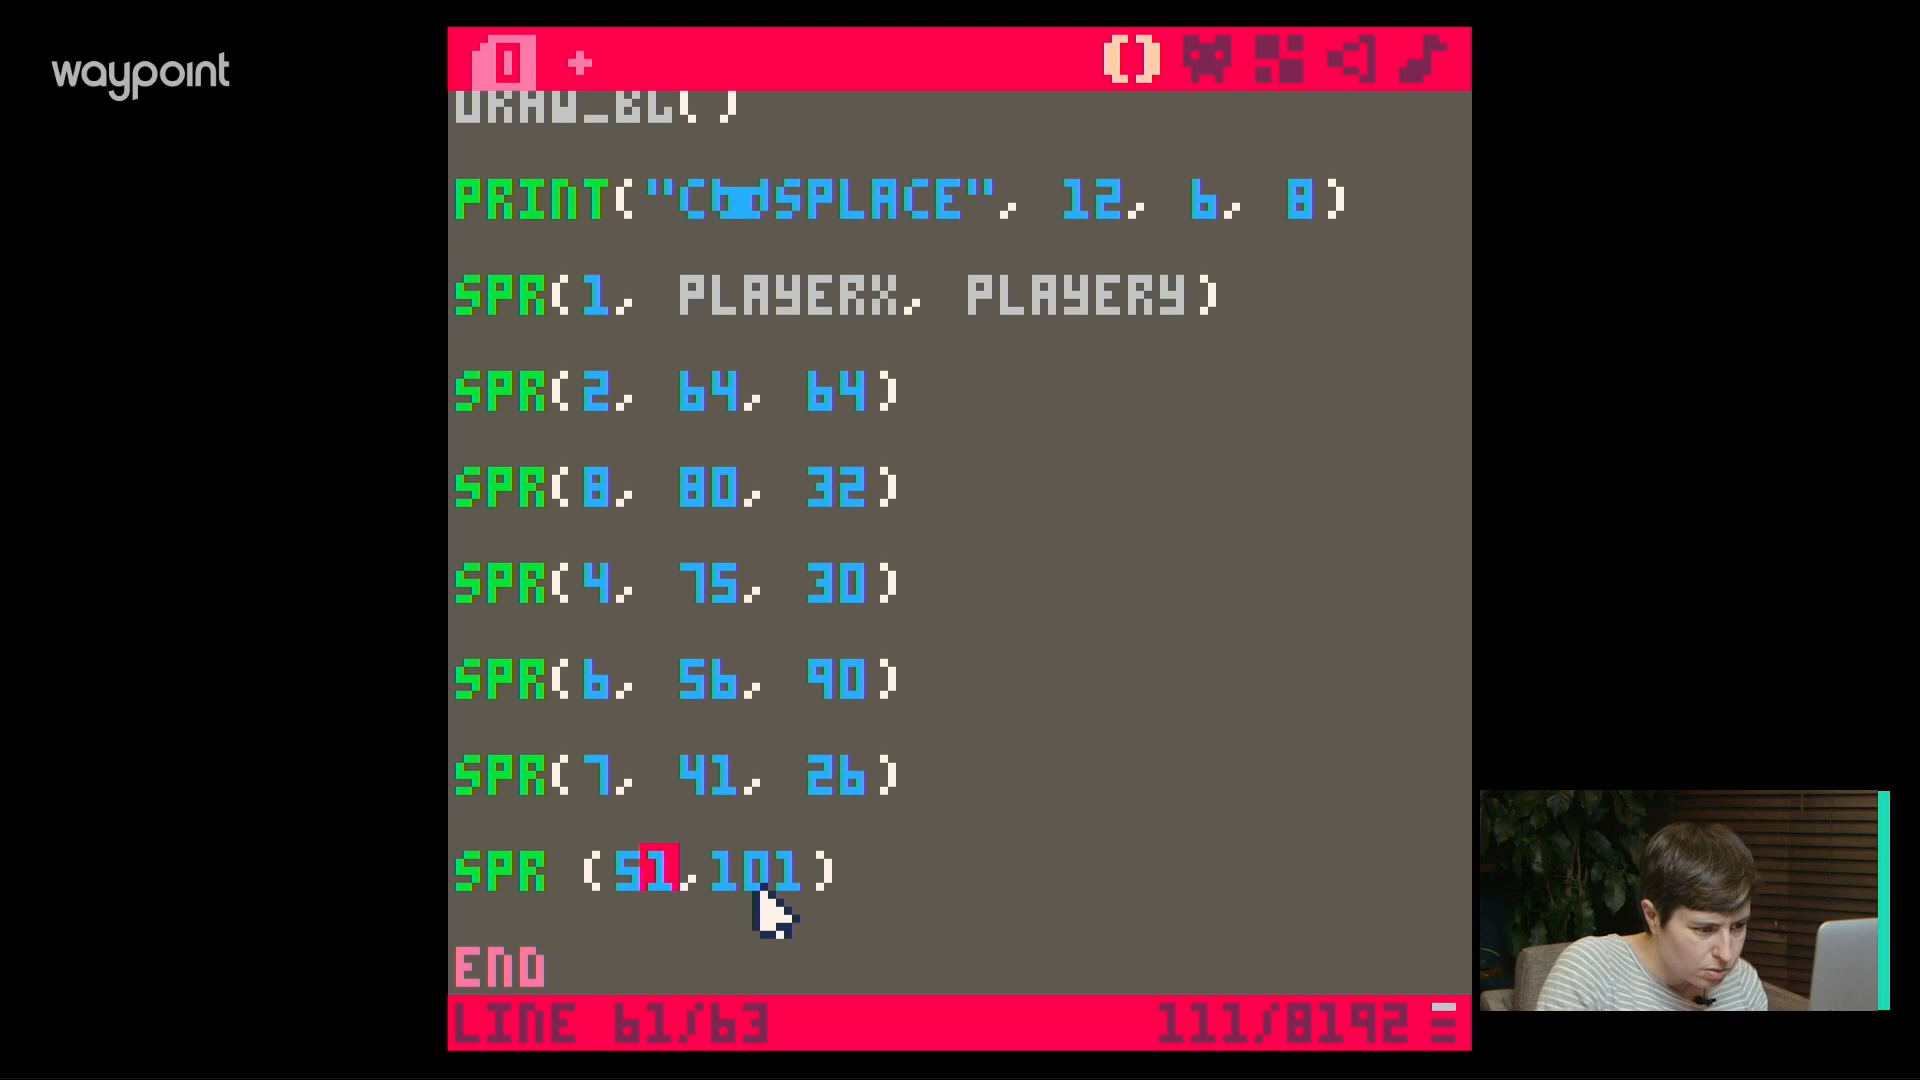 waypoint
DRAW_BG()
PRINT("
SPLACE", 12, 6, 8)
SPR(1, PLAYERX, PLAYERY)
SPR(2, 64, 64)
SPR(8, 80, 32)
SPR(4, 75, 30)
SPR(6, 56, 90)
SPR(7, 41, 26)
SPR (51,101)
END
LINE 61/63
111/8192